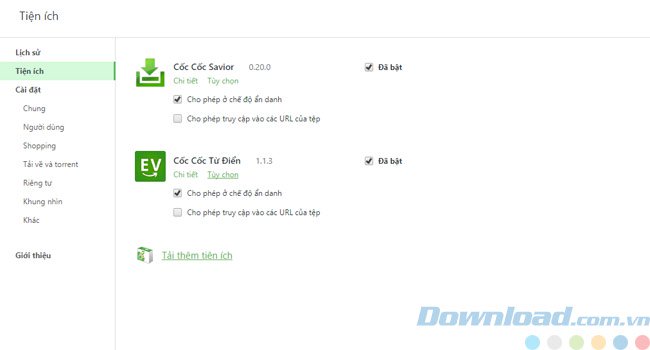 Tiện ích
Lịch sử
Tiện ích
Cài đặt
Chung
Người dùng
Shopping
Tải về và torrent
Riêng tư
Khung nhìn
Khác
Giới thiệu
Cốc Cốc Savior 0.20.0 Đã bật
Chi tiết Tùy chọn
Cho phép ở chế độ ẩn danh
Cho phép truy cập vào các URL của tệp
EV
Cốc Cốc Từ Điển 1.1.3 Đã bật
Chi tiết Tùy chọn
Cho phép ở chế độ ẩn danh
Cho phép truy cập vào các URL của tệp
Tải thêm tiện ích
Download.com.vn